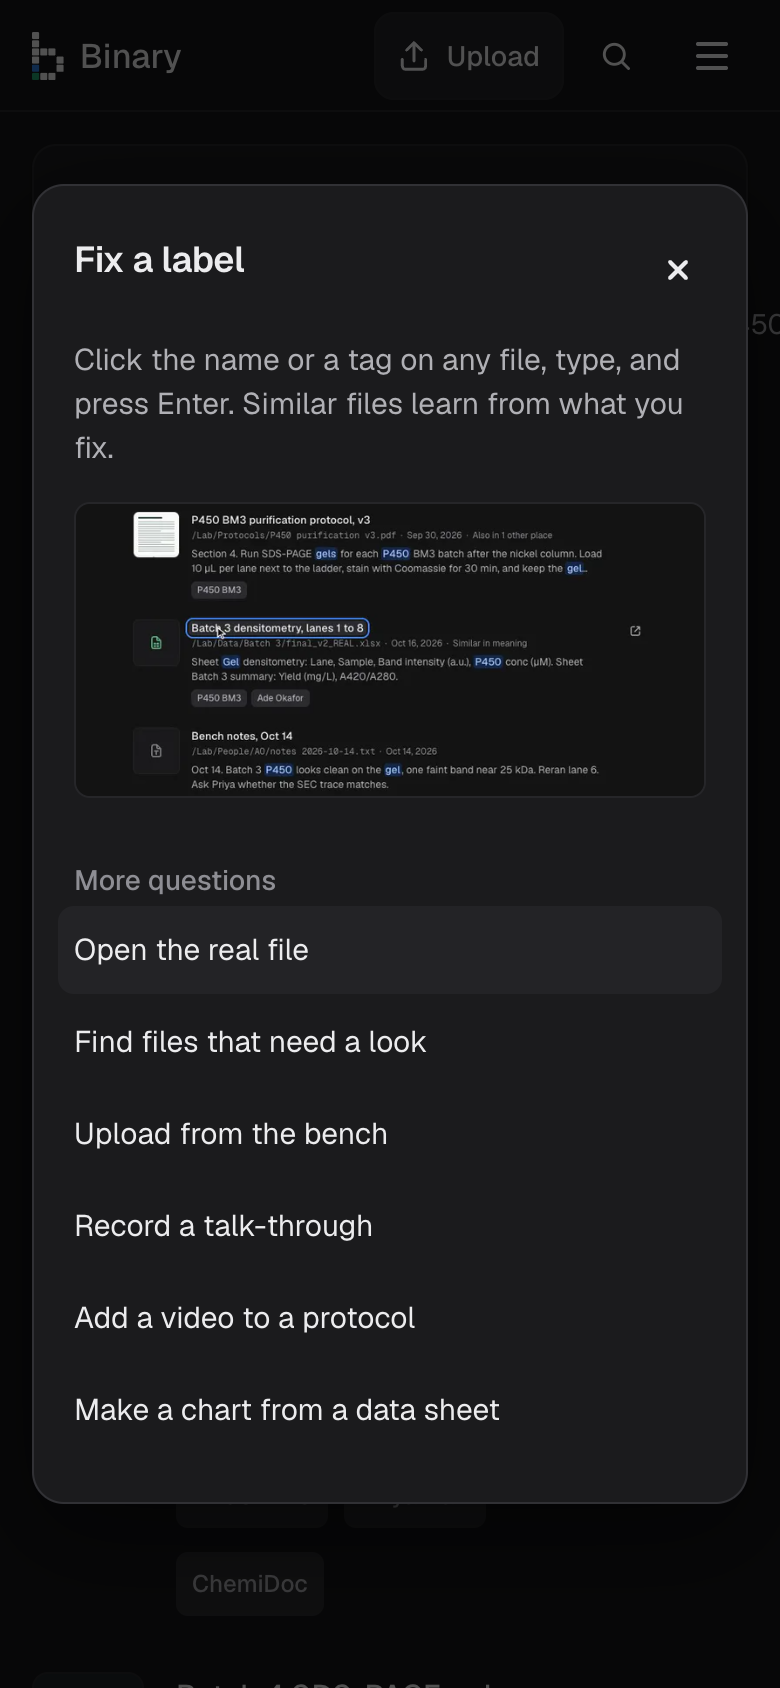 Binary
Upload
Fix a label
50
Click the name or a tag on any file, type, and
press Enter. Similar files learn from what you
fix.
P450 BM3 purification protocol, v3
/Lab/Protocols/P450 purification v3.pdf · Sep 30, 2026 · Also in 1 other place
Section 4. Run SDS-PAGE gels for each P450 BM3 batch after the nickel column. Load
10 µL per lane next to the ladder, stain with Coomassie for 30 min, and keep the gel…
P450 BM3
Batch 3 densitometry, lanes 1 to 8
/Lab/Data/Batch 3/final_v2_REAL.xlsx · Oct 16, 2026 · Similar in meaning
Sheet Gel densitometry: Lane, Sample, Band intensity (a.u.), P450 conc (µM). Sheet
Batch 3 summary: Yield (mg/L), A420/A280.
P450 BM3 Ade Okafor
Bench notes, Oct 14
/Lab/People/AO/notes 2026-10-14.txt · Oct 14, 2026
Oct 14. Batch 3 P450 looks clean on the gel, one faint band near 25 kDa. Reran lane 6.
Ask Priya whether the SEC trace matches.
More questions
Open the real file
Find files that need a look
Upload from the bench
Record a talk-through
Add a video to a protocol
Make a chart from a data sheet
ChemiDoc